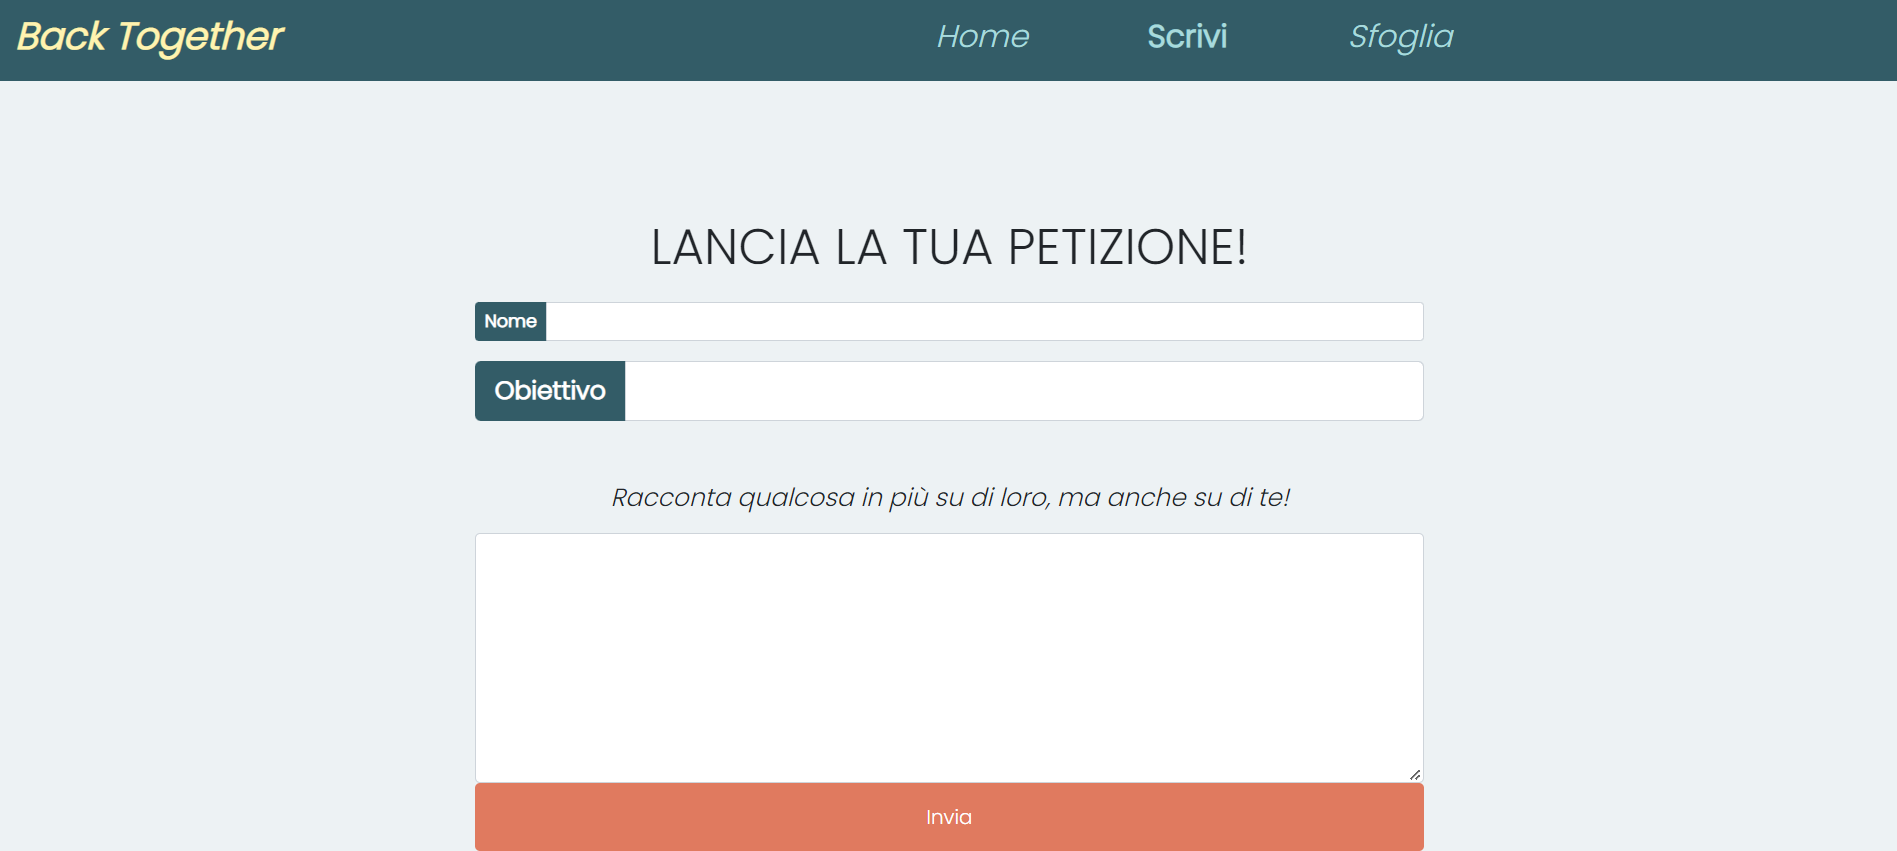 Back Together
Home Scrivi Sfoglia
LANCIA LA TUA PETIZIONE!
Nome
Obiettivo
Racconta qualcosa in più su di loro, ma anche su di te!
Invia